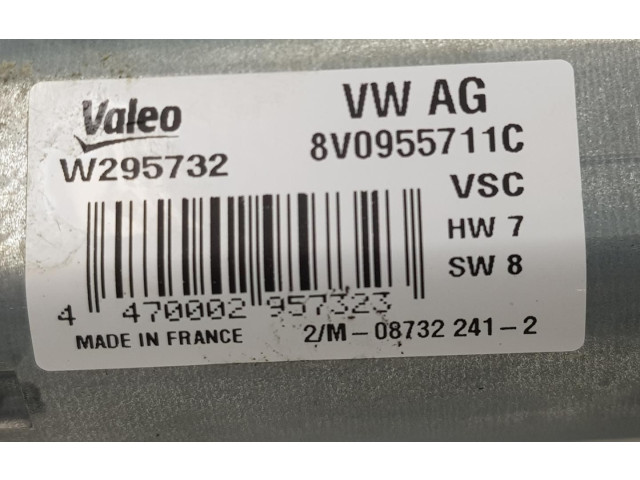 Valeo
VW AG
W295732
8V0955711C
VSC
HW 7
SW 8
4 470002 957323
MADE IN FRANCE
2/M-08732 241-2